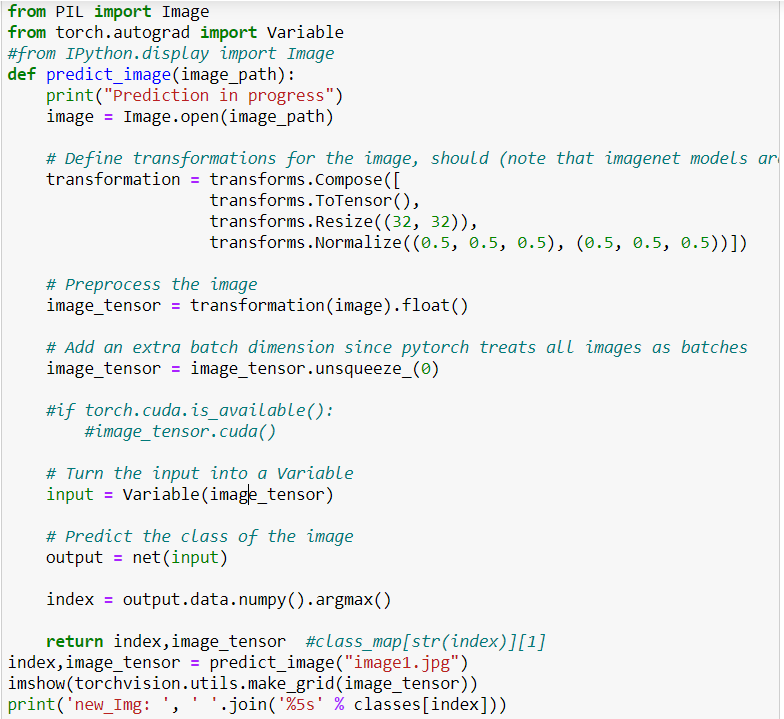 from PIL import Image
from torch.autograd import Variable
#from IPython.display import Image
def predict_image(image_path):
    print("Prediction in progress")
    image = Image.open(image_path)

    # Define transformations for the image, should (note that imagenet models are
    transformation = transforms.Compose([
                     transforms.ToTensor(),
                     transforms.Resize((32, 32)),
                     transforms.Normalize((0.5, 0.5, 0.5), (0.5, 0.5, 0.5))])

    # Preprocess the image
    image_tensor = transformation(image).float()

    # Add an extra batch dimension since pytorch treats all images as batches
    image_tensor = image_tensor.unsqueeze_(0)

    #if torch.cuda.is_available():
        #image_tensor.cuda()

    # Turn the input into a Variable
    input = Variable(image_tensor)

    # Predict the class of the image
    output = net(input)

    index = output.data.numpy().argmax()

    return index,image_tensor  #class_map[str(index)][1]
index,image_tensor = predict_image("image1.jpg")
imshow(torchvision.utils.make_grid(image_tensor))
print('new_Img: ', ' '.join('%5s' % classes[index]))